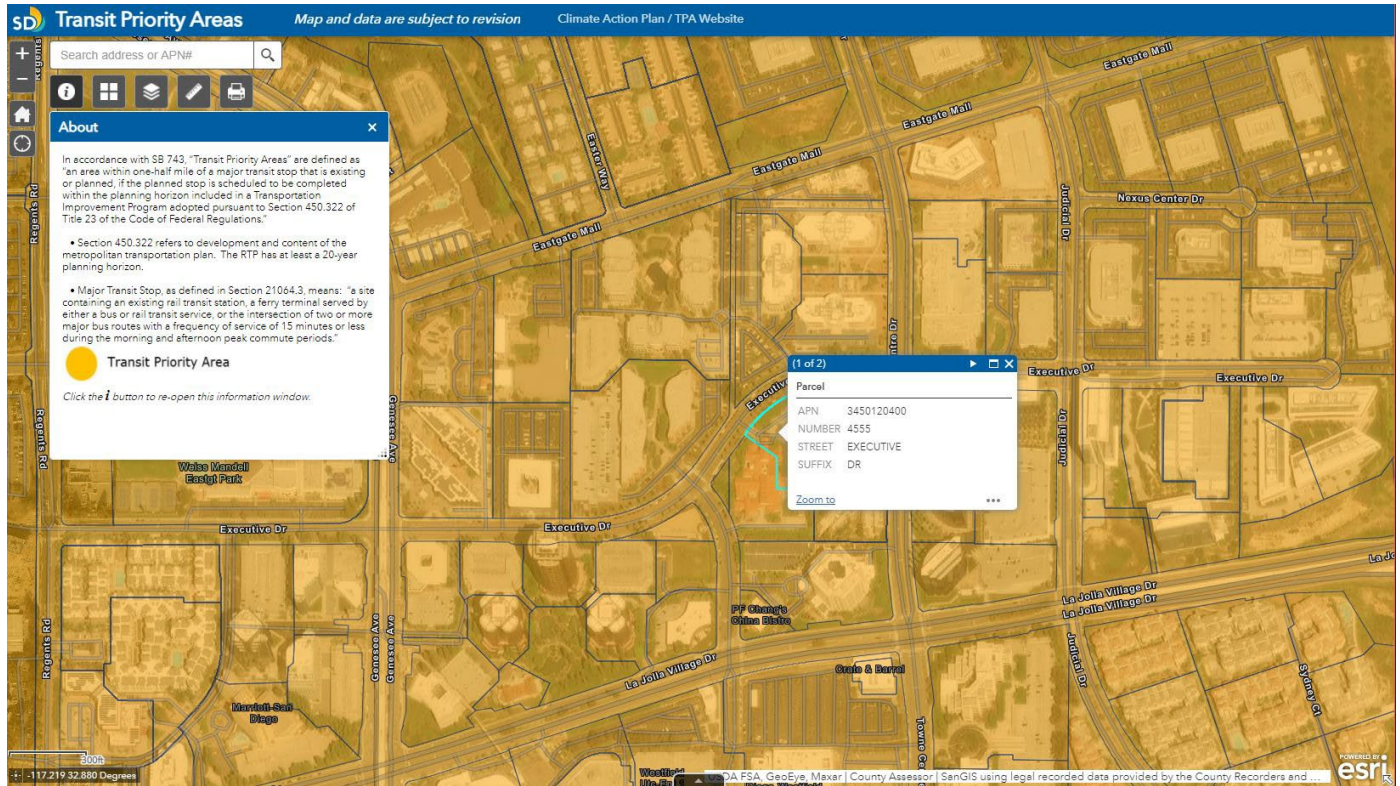 SD Transit Priority Areas Map and data are subject to revision Climate Action Plan / TPA Website
Search address or APN#
About
In accordance with SB 743, "Transit Priority Areas" are defined as
"an area within one-half mile of a major transit stop that is existing
or planned, if the planned stop is scheduled to be completed
within the planning horizon included in a Transportation
Improvement Program adopted pursuant to Section 450.322 of
Title 23 of the Code of Federal Regulations."
• Section 450.322 refers to development and content of the
metropolitan transportation plan. The RTP has at least a 20-year
planning horizon.
• Major Transit Stop, as defined in Section 21064.3, means: "a site
containing an existing rail transit station, a ferry terminal served by
either a bus or rail transit service, or the intersection of two or more
major bus routes with a frequency of service of 15 minutes or less
during the morning and afternoon peak commute periods."
Transit Priority Area
Click the i button to re-open this information window.
(1 of 2)
Parcel
APN 3450120400
NUMBER 4555
STREET EXECUTIVE
SUFFIX DR
Zoom to
Regents Rd
Regents Rd
Regents Rd
Regents Rd
Easter Way
Eastgate Mall
Eastgate Mall
Eastgate Mall
Eastgate Mall
Judicial Dr
Nexus Center Dr
Executive Dr
Executive Dr
Judicial Dr
Genesee Ave
Weiss Mandell
Eastgt Park
Executive Dr
Executive Dr
La Jolla Village Dr
La Jolla Village Dr
PF Chang's
China Bistro
Genesee Ave
Genesee Ave
Judicial Dr
La Jolla Village Dr
Crate & Barrel
Sydney Ct
Marriott-San
Diego
300ft
-117.219 32.880 Degrees
USDA FSA, GeoEye, Maxar | County Assessor | SanGIS using legal recorded data provided by the County Recorders and ...
POWERED BY
esri